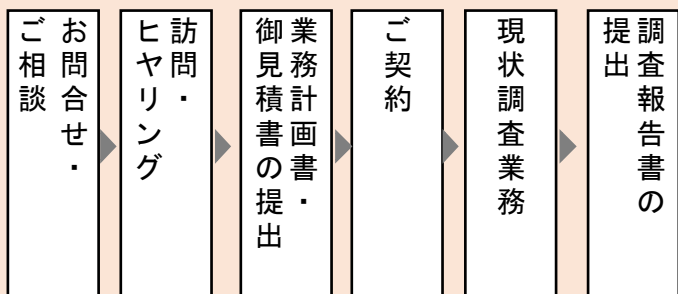 お問合せ・
ご相談
訪問・
ヒヤリング
業務計画書・
御見積書の提出
ご契約
現状調査業務
調査報告書の
提出